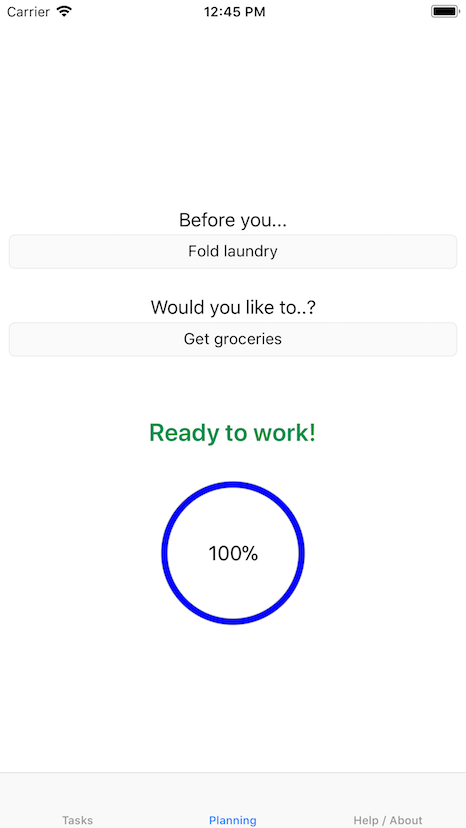 Carrier 12:45 PM
Before you...
Fold laundry
Would you like to..?
Get groceries
Ready to work!
100%
Tasks Planning Help / About